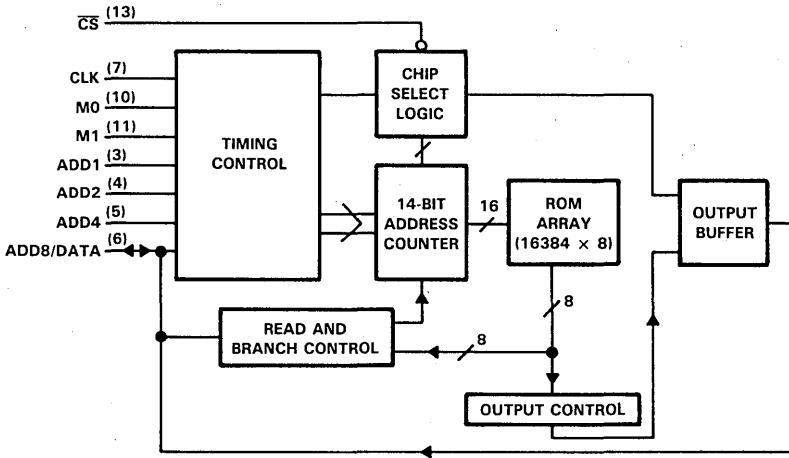 CS (13)
CLK (7)
M0 (10)
M1 (11)
ADD1 (3)
ADD2 (4)
ADD4 (5)
ADD8/DATA (6)
TIMING
CONTROL
CHIP
SELECT
LOGIC
14-BIT
ADDRESS
COUNTER
16
ROM
ARRAY
(16384 × 8)
OUTPUT
BUFFER
READ AND
BRANCH CONTROL
8
8
OUTPUT CONTROL